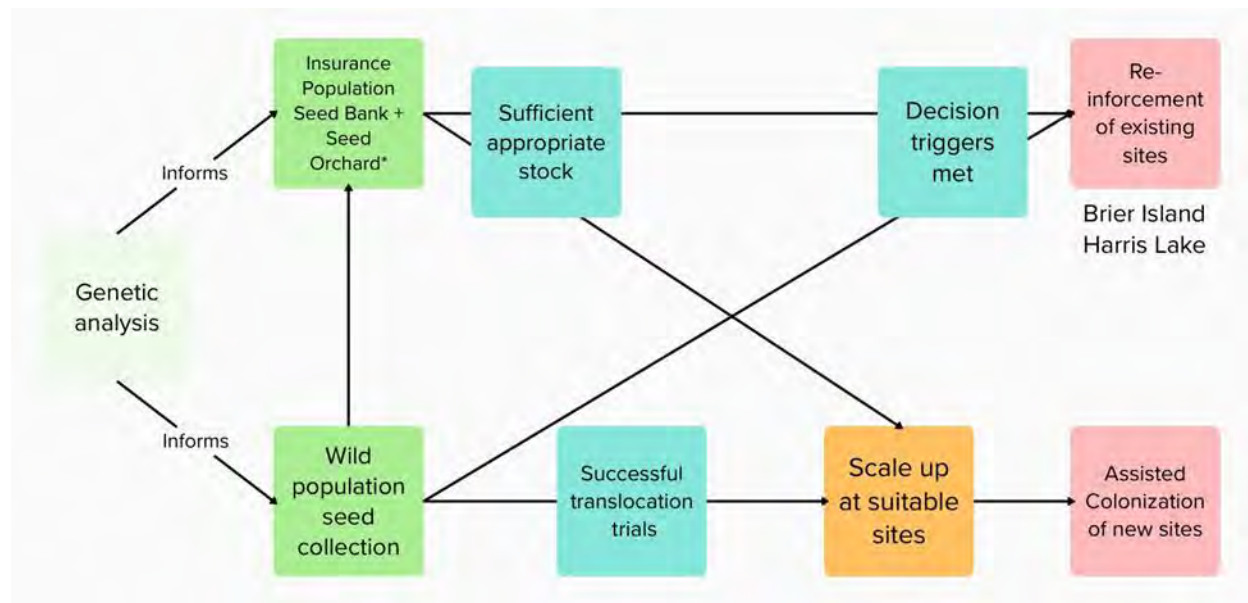 Genetic
analysis
Informs
Informs
Insurance
Population
Seed Bank +
Seed
Orchard*
Wild
population
seed
collection
Sufficient
appropriate
stock
Successful
translocation
trials
Decision
triggers
met
Scale up
at suitable
sites
Re-
inforcement
of existing
sites
Brier Island
Harris Lake
Assisted
Colonization
of new sites